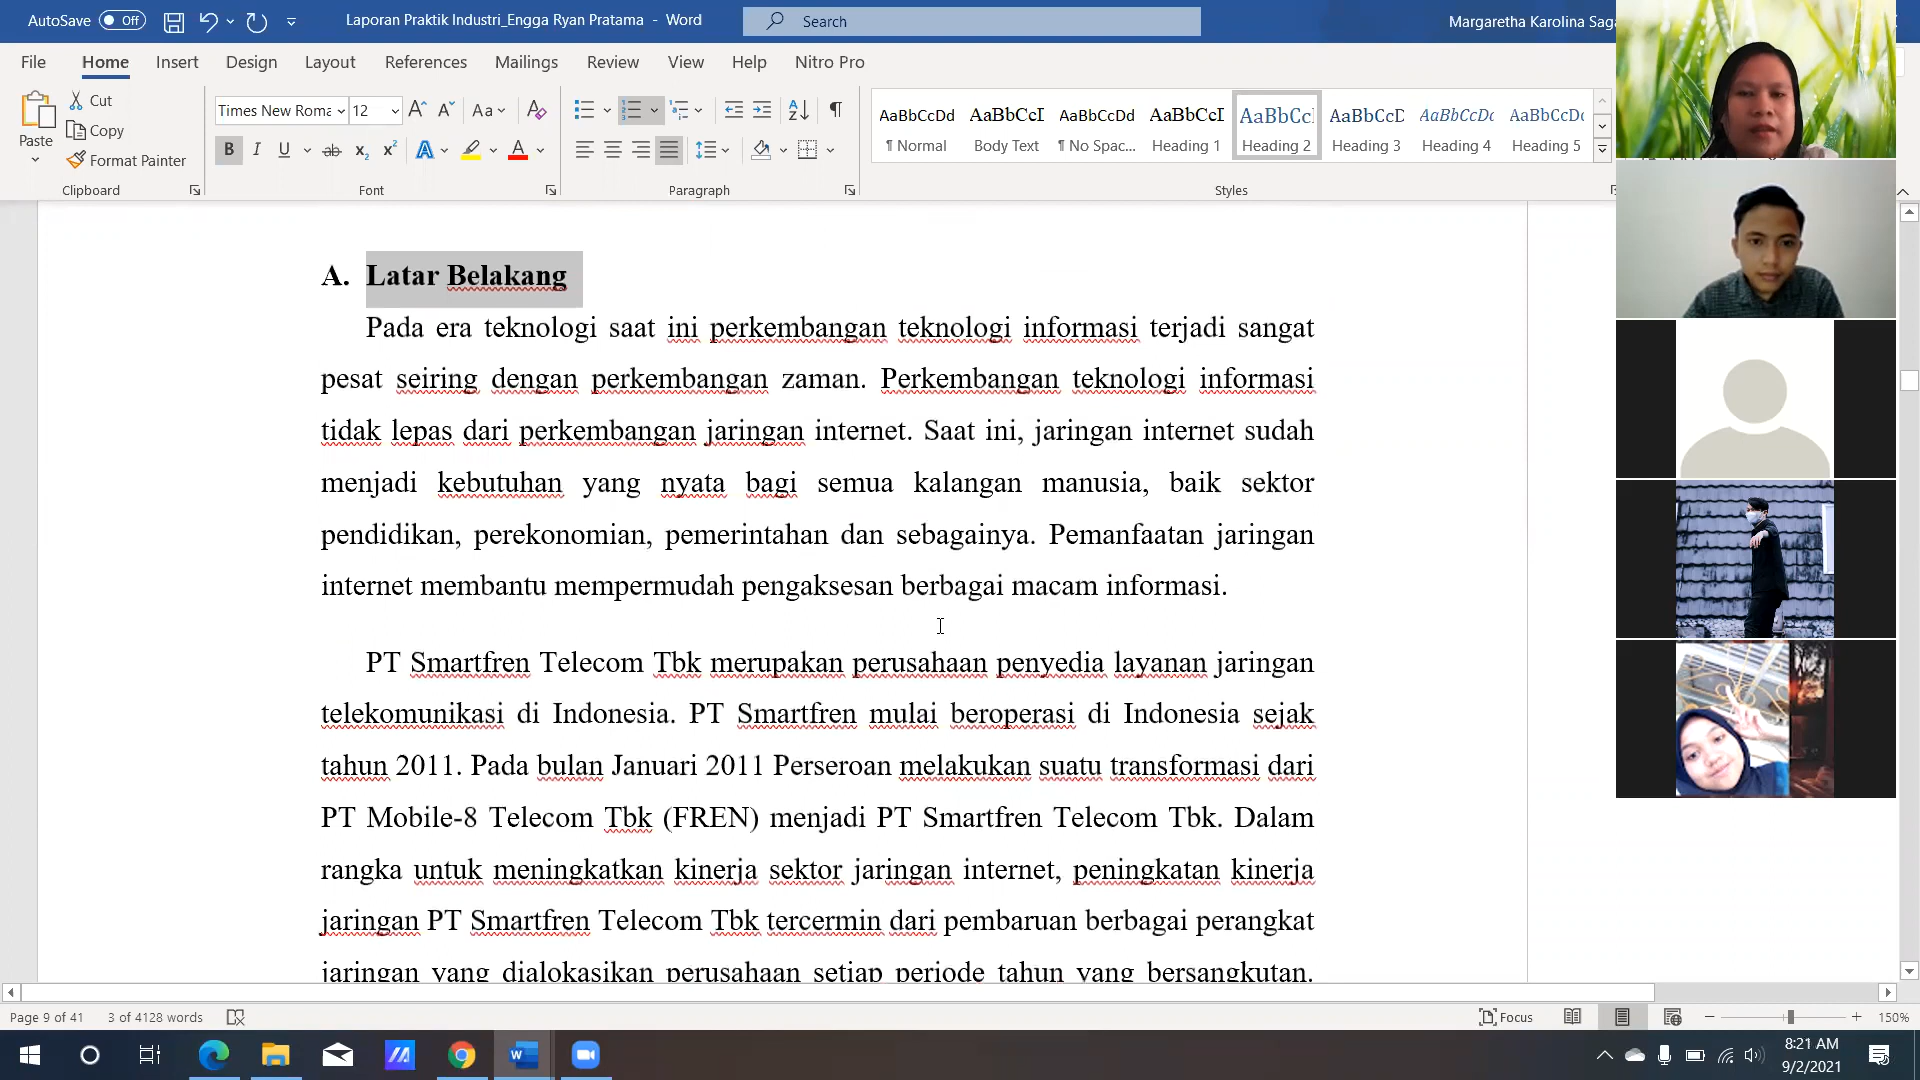 AutoSave Off Laporan Praktik Industri_Engga Ryan Pratama - Word Search Margaretha Karolina
File Home Insert Design Layout References Mailings Review View Help Nitro Pro
Paste Cut Copy Format Painter
Times New Roma 12 Aa
B I U ab x₂ x² A A
AaBbCcDd AaBbCcI AaBbCcDd AaBbCcI AaBbCc AaBbCcD AaBbCcDc AaBbCcDc
¶ Normal Body Text ¶ No Spac... Heading 1 Heading 2 Heading 3 Heading 4 Heading 5
Clipboard Font Paragraph Styles
A. Latar Belakang
Pada era teknologi saat ini perkembangan teknologi informasi terjadi sangat
pesat seiring dengan perkembangan zaman. Perkembangan teknologi informasi
tidak lepas dari perkembangan jaringan internet. Saat ini, jaringan internet sudah
menjadi kebutuhan yang nyata bagi semua kalangan manusia, baik sektor
pendidikan, perekonomian, pemerintahan dan sebagainya. Pemanfaatan jaringan
internet membantu mempermudah pengaksesan berbagai macam informasi.
PT Smartfren Telecom Tbk merupakan perusahaan penyedia layanan jaringan
telekomunikasi di Indonesia. PT Smartfren mulai beroperasi di Indonesia sejak
tahun 2011. Pada bulan Januari 2011 Perseroan melakukan suatu transformasi dari
PT Mobile-8 Telecom Tbk (FREN) menjadi PT Smartfren Telecom Tbk. Dalam
rangka untuk meningkatkan kinerja sektor jaringan internet, peningkatan kinerja
jaringan PT Smartfren Telecom Tbk tercermin dari pembaruan berbagai perangkat
jaringan yang dialokasikan perusahaan setiap periode tahun yang bersangkutan.
Page 9 of 41 3 of 4128 words Focus 150%
8:21 AM
9/2/2021